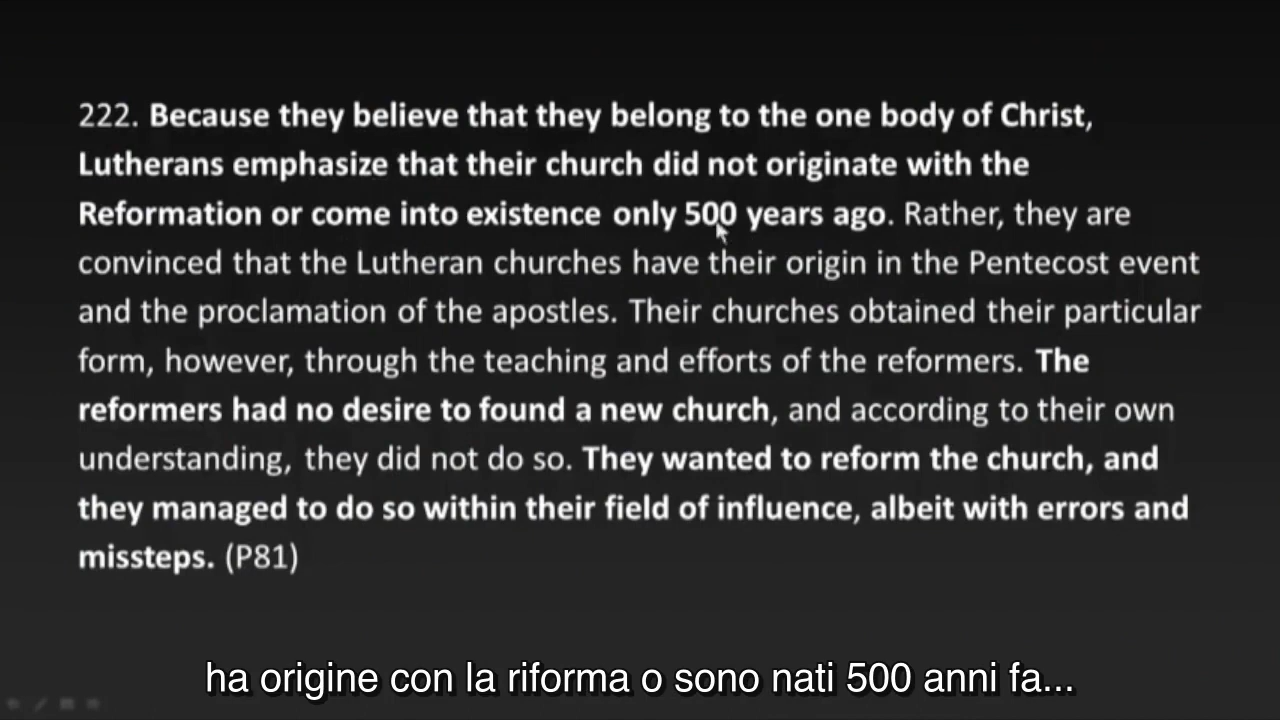 222. Because they believe that they belong to the one body of Christ,
Lutherans emphasize that their church did not originate with the
Reformation or come into existence only 500 years ago. Rather, they are
convinced that the Lutheran churches have their origin in the Pentecost event
and the proclamation of the apostles. Their churches obtained their particular
form, however, through the teaching and efforts of the reformers. The
reformers had no desire to found a new church, and according to their own
understanding, they did not do so. They wanted to reform the church, and
they managed to do so within their field of influence, albeit with errors and
missteps. (P81)
ha origine con la riforma o sono nati 500 anni fa...